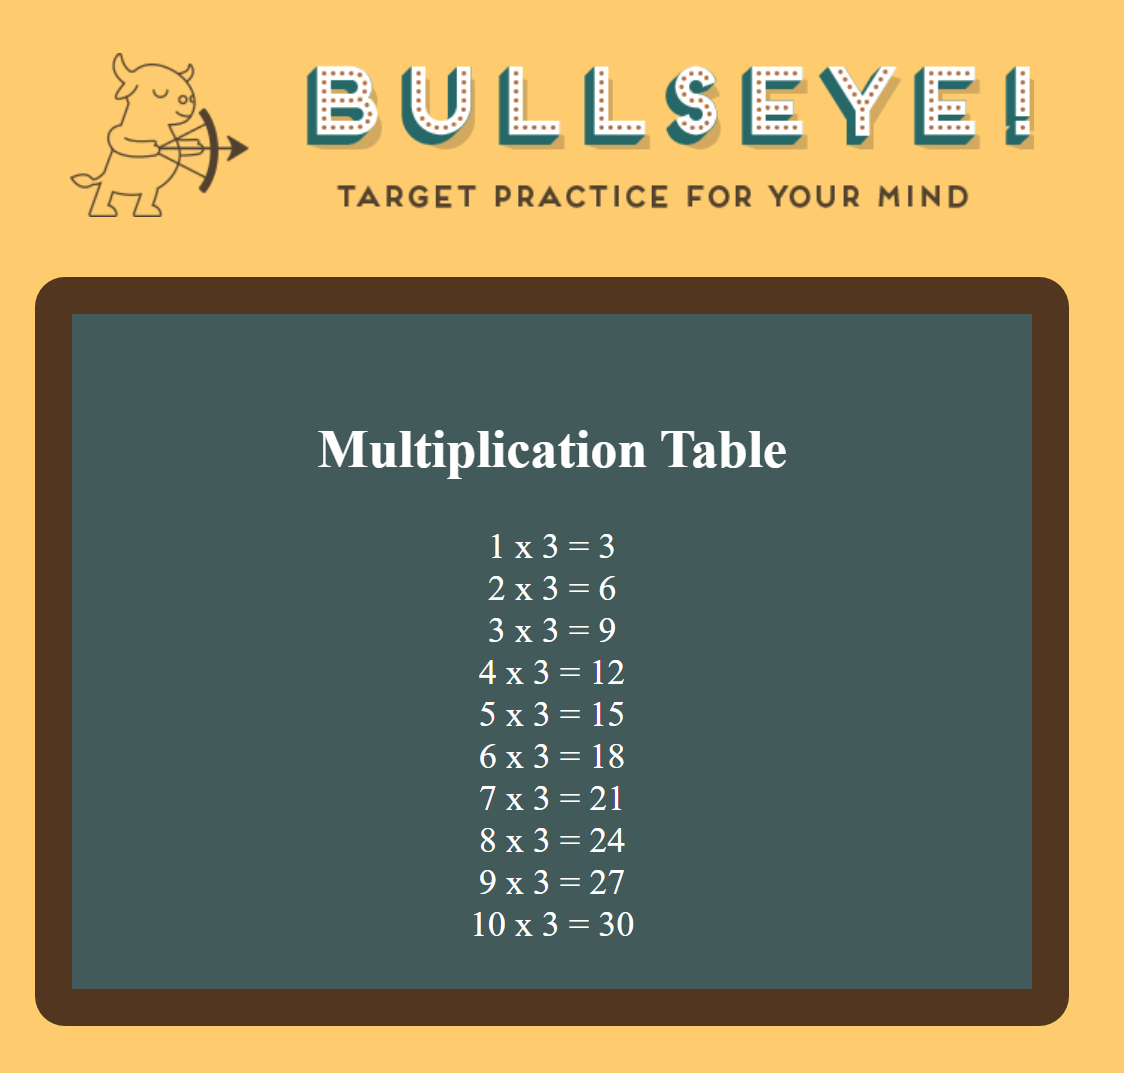 BULLSEYE!
TARGET PRACTICE FOR YOUR MIND
Multiplication Table
1 x 3 = 3
2 x 3 = 6
3 x 3 = 9
4 x 3 = 12
5 x 3 = 15
6 x 3 = 18
7 x 3 = 21
8 x 3 = 24
9 x 3 = 27
10 x 3 = 30